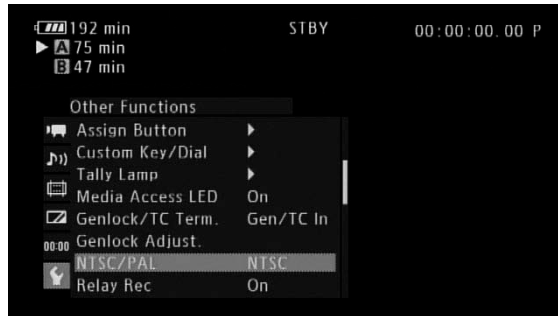 192 min STBY 00:00:00.00 P
A 75 min
B 47 min
Other Functions
Assign Button
Custom Key/Dial
Tally Lamp
Media Access LED On
Genlock/TC Term. Gen/TC In
00:00 Genlock Adjust.
NTSC/PAL NTSC
Relay Rec On